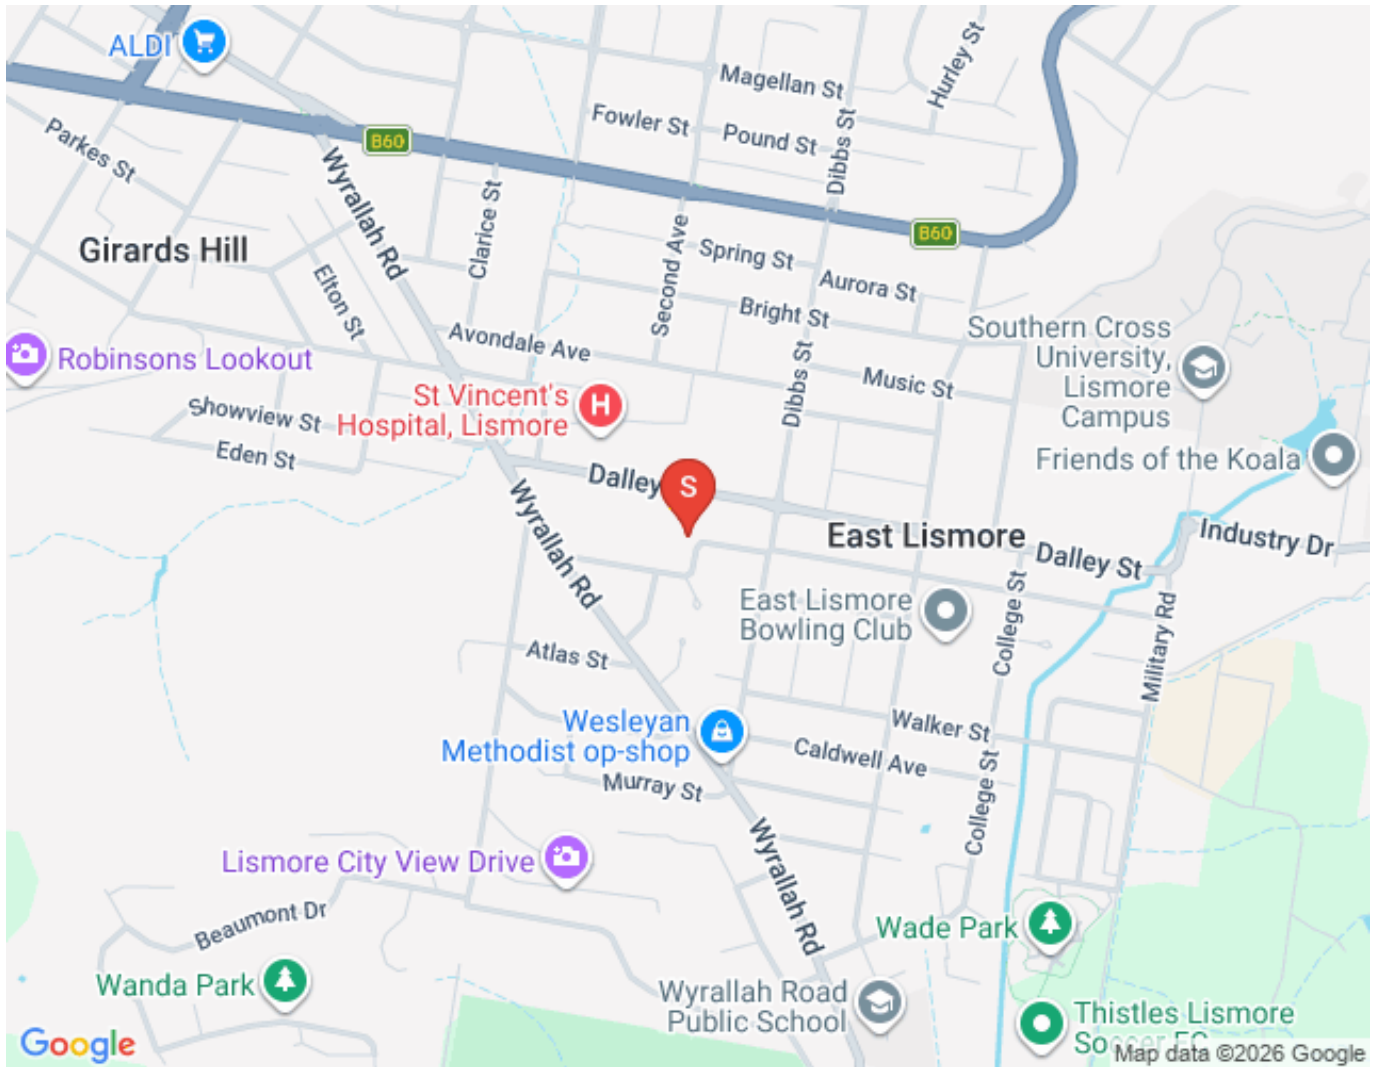 ALDI
Magellan St
Hurley St
Fowler St
Pound St
Dibbs St
B60
Parkes St
Wyrallah Rd
Clarice St
Girards Hill
Second Ave
B60
Spring St
Aurora St
Elton St
Bright St
Avondale Ave
Southern Cross
University,
Lismore
Campus
Robinsons Lookout
Dibbs St
Music St
St Vincent's
Hospital, Lismore
H
Showview St
Eden St
Friends of the Koala
Dalley
S
Wyrallah Rd
East Lismore
Industry Dr
Dalley St
East Lismore
Bowling Club
College St
Military Rd
Atlas St
Wesleyan
Methodist op-shop
Walker St
Caldwell Ave
Murray St
College St
Wyrallah Rd
Lismore City View Drive
Beaumont Dr
Wade Park
Wanda Park
Wyrallah Road
Public School
Thistles Lismore
Soccer FC
Google
Map data ©2026 Google